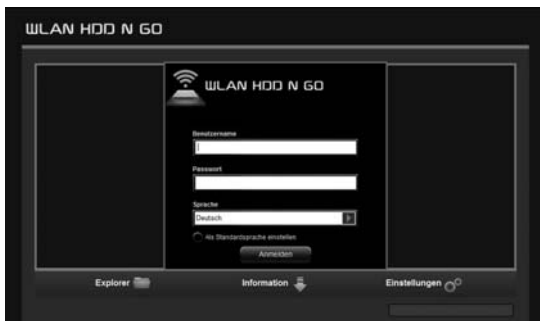 WLAN HDD N GO
WLAN HDD N GO
Benutzername
Passwort
Sprache
Deutsch
Als Standardsprache einstellen
Anmelden
Explorer Information Einstellungen